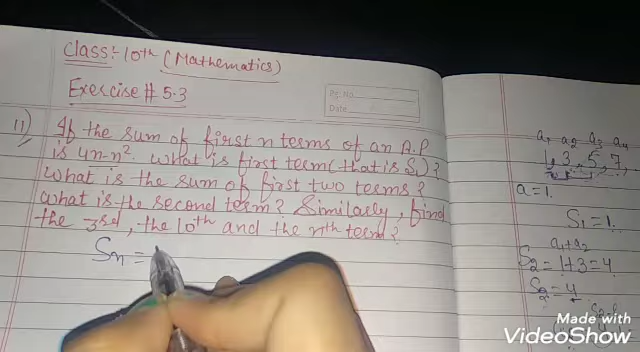 Class:- 10th (Mathematics)
Exercise # 5.3
Pg. No.
Date
11) If the sum of first n terms of an A.P
is 4n-n². What is first term (that is S₁)?
What is the sum of first two terms?
What is the second term? Similarly, find
the 3rd, the 10th and the nth term?
Sn =
a₁ a₂ a₃ a₄
1, 3, 5, 7,
a=1.
S₁=1.
a₁+a₂
S₂=1+3=4
S₂=4
Made with
VideoShow